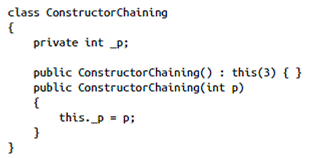 class ConstructorChaining
{
    private int _p;

    public ConstructorChaining() : this(3) { }
    public ConstructorChaining(int p)
    {
        this._p = p;
    }
}